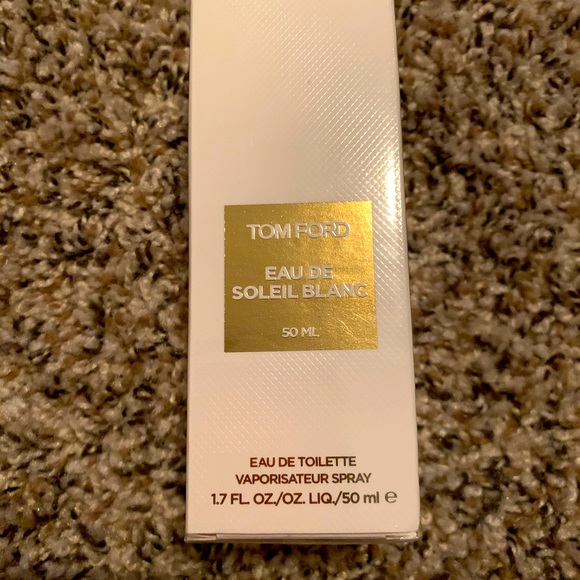 TOM FORD
EAU DE
SOLEIL BLANC
50 ML
EAU DE TOILETTE
VAPORISATEUR SPRAY
1.7 FL. OZ./OZ. LIQ./50 ml ℮